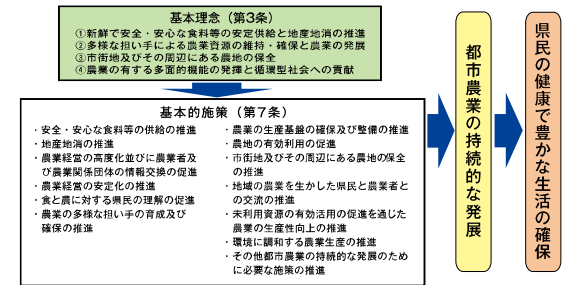 基本理念（第3条）
①新鮮で安全・安心な食料等の安定供給と地産地消の推進
②多様な担い手による農業資源の維持・確保と農業の発展
③市街地及びその周辺にある農地の保全
④農業の有する多面的機能の発揮と循環型社会への貢献
基本的施策（第7条）
・安全・安心な食料等の供給の推進
・地産地消の推進
・農業経営の高度化並びに農業者及
び農業関係団体の情報交換の促進
・農業経営の安定化の推進
・食と農に対する県民の理解の促進
・農業の多様な担い手の育成及び
確保の推進
・農業の生産基盤の確保及び整備の推進
・農地の有効利用の促進
・市街地及びその周辺にある農地の保全
の推進
・地域の農業を生かした県民と農業者と
の交流の推進
・未利用資源の有効活用の促進を通じた
農業の生産性向上の推進
・環境に調和する農業生産の推進
・その他都市農業の持続的な発展のため
に必要な施策の推進
都市農業の持続的な発展
県民の健康で豊かな生活の確保